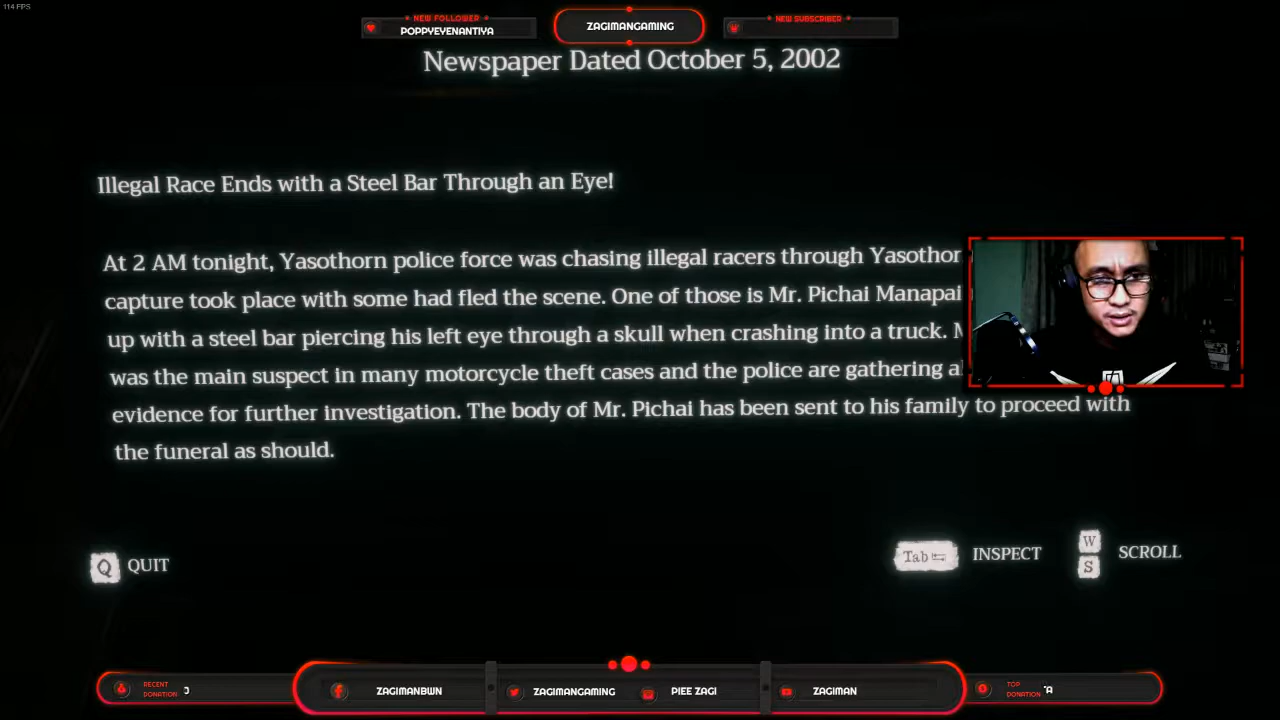 114 FPS
NEW FOLLOWER
POPPYEYENANTIYA
ZAGIMANGAMING
NEW SUBSCRIBER
Newspaper Dated October 5, 2002
Illegal Race Ends with a Steel Bar Through an Eye!
At 2 AM tonight, Yasothorn police force was chasing illegal racers through
capture took place with some had fled the scene. One of those is Mr. Pichai
up with a steel bar piercing his left eye through a skull when crashing into a truck.
was the main suspect in many motorcycle theft cases and the police are gathering
evidence for further investigation. The body of Mr. Pichai has been sent to his family to proceed with
the funeral as should.
Q QUIT
Tab INSPECT
W
S
SCROLL
RECENT
DONATION
ZAGIMANBWN
ZAGIMANGAMING
PIEE ZAGI
ZAGIMAN
TOP
DONATION